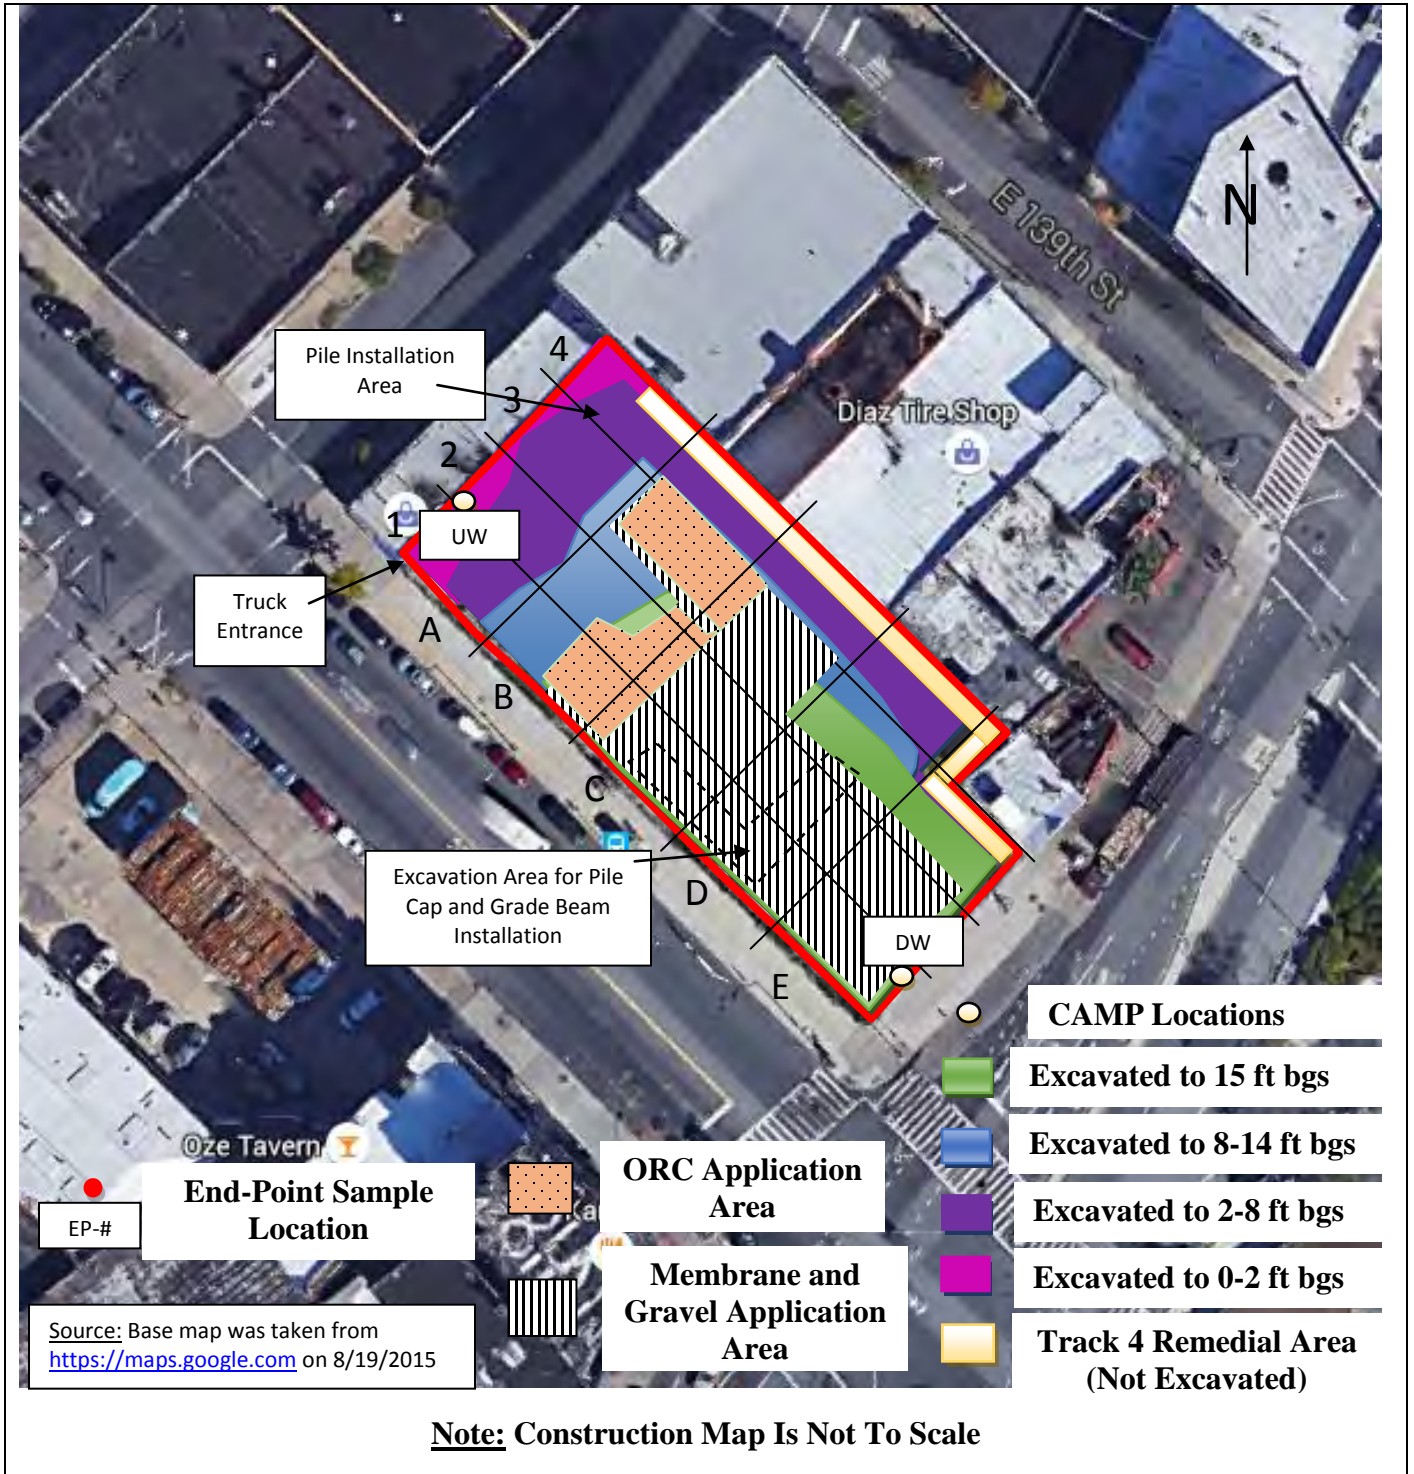 E 139th St
N
Pile Installation
Area
4
3
Diaz Tire Shop
2
1
UW
Truck
Entrance
A
B
C
Excavation Area for Pile
Cap and Grade Beam
Installation
D
DW
E
CAMP Locations
Excavated to 15 ft bgs
Oze Tavern
Excavated to 8-14 ft bgs
ORC Application
Area
End-Point Sample
Location
EP-#
Excavated to 2-8 ft bgs
Membrane and
Gravel Application
Area
Excavated to 0-2 ft bgs
Source: Base map was taken from
https://maps.google.com on 8/19/2015
Track 4 Remedial Area
(Not Excavated)
Note: Construction Map Is Not To Scale